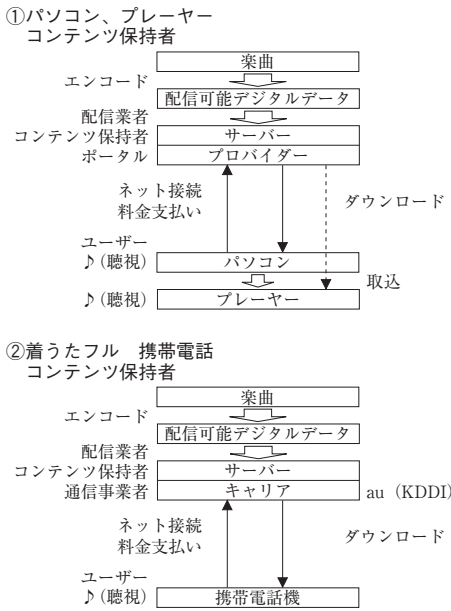 ①パソコン、プレーヤー
コンテンツ保持者
楽曲
エンコード
配信可能デジタルデータ
配信業者
コンテンツ保持者 サーバー
ポータル プロバイダー
ネット接続
料金支払い
ダウンロード
ユーザー
♪(聴視) パソコン
取込
♪(聴視) プレーヤー
②着うたフル　携帯電話
コンテンツ保持者
楽曲
エンコード
配信可能デジタルデータ
配信業者
コンテンツ保持者 サーバー
通信事業者 キャリア au（KDDI）
ネット接続
料金支払い
ダウンロード
ユーザー
♪(聴視) 携帯電話機